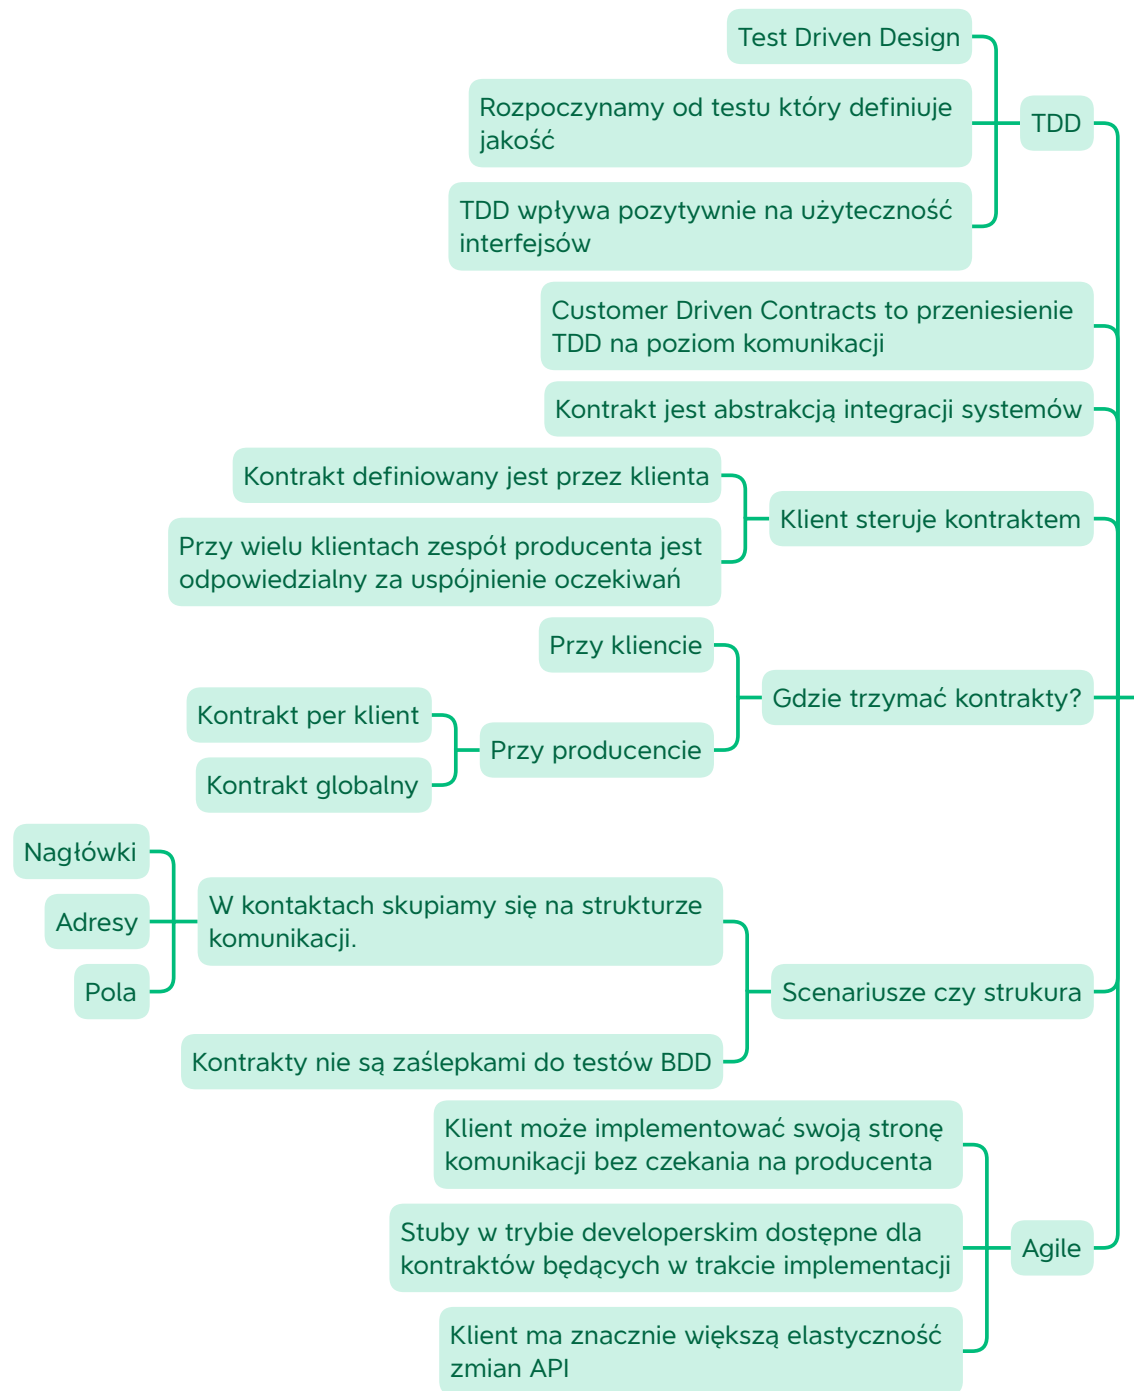 Test Driven Design
Rozpoczynamy od testu który definiuje
jakość
TDD
TDD wpływa pozytywnie na użyteczność
interfejsów
Customer Driven Contracts to przeniesienie
TDD na poziom komunikacji
Kontrakt jest abstrakcją integracji systemów
Kontrakt definiowany jest przez klienta
Klient steruje kontraktem
Przy wielu klientach zespół producenta jest
odpowiedzialny za uspójnienie oczekiwań
Przy kliencie
Gdzie trzymać kontrakty?
Kontrakt per klient
Przy producencie
Kontrakt globalny
Nagłówki
W kontaktach skupiamy się na strukturze
komunikacji.
Adresy
Pola
Scenariusze czy strukura
Kontrakty nie są zaślepkami do testów BDD
Klient może implementować swoją stronę
komunikacji bez czekania na producenta
Stuby w trybie developerskim dostępne dla
kontraktów będących w trakcie implementacji
Agile
Klient ma znacznie większą elastyczność
zmian API